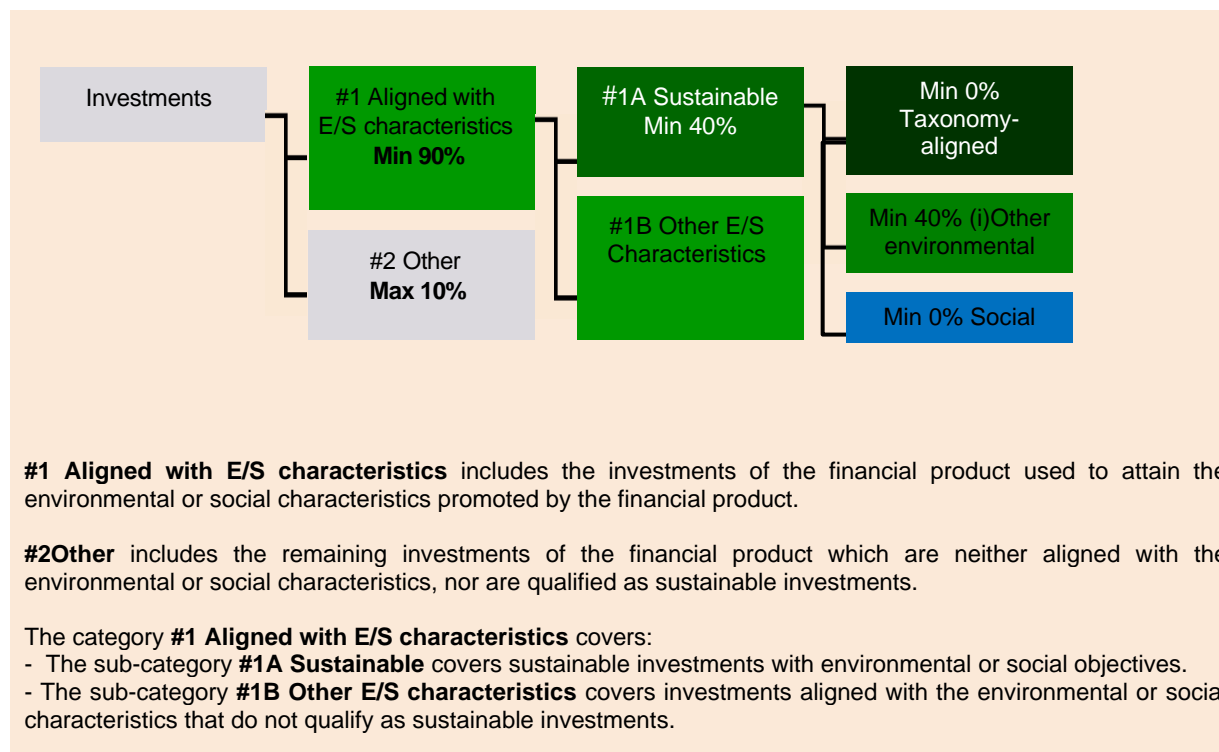 Investments
#1 Aligned with
E/S characteristics
Min 90%
#2 Other
Max 10%
#1A Sustainable
Min 40%
#1B Other E/S
Characteristics
Min 0%
Taxonomy-
aligned
Min 40% (i)Other
environmental
Min 0% Social
#1 Aligned with E/S characteristics includes the investments of the financial product used to attain the
environmental or social characteristics promoted by the financial product.
#2Other includes the remaining investments of the financial product which are neither aligned with the
environmental or social characteristics, nor are qualified as sustainable investments.
The category #1 Aligned with E/S characteristics covers:
- The sub-category #1A Sustainable covers sustainable investments with environmental or social objectives.
- The sub-category #1B Other E/S characteristics covers investments aligned with the environmental or social
characteristics that do not qualify as sustainable investments.